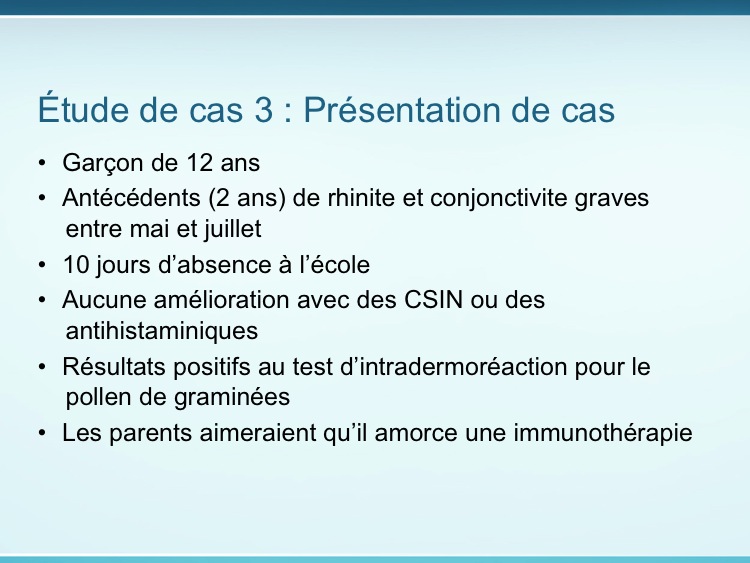 Étude de cas 3 : Présentation de cas
• Garçon de 12 ans
• Antécédents (2 ans) de rhinite et conjonctivite graves
entre mai et juillet
• 10 jours d’absence à l’école
• Aucune amélioration avec des CSIN ou des
antihistaminiques
• Résultats positifs au test d’intradermoréaction pour le
pollen de graminées
• Les parents aimeraient qu’il amorce une immunothérapie